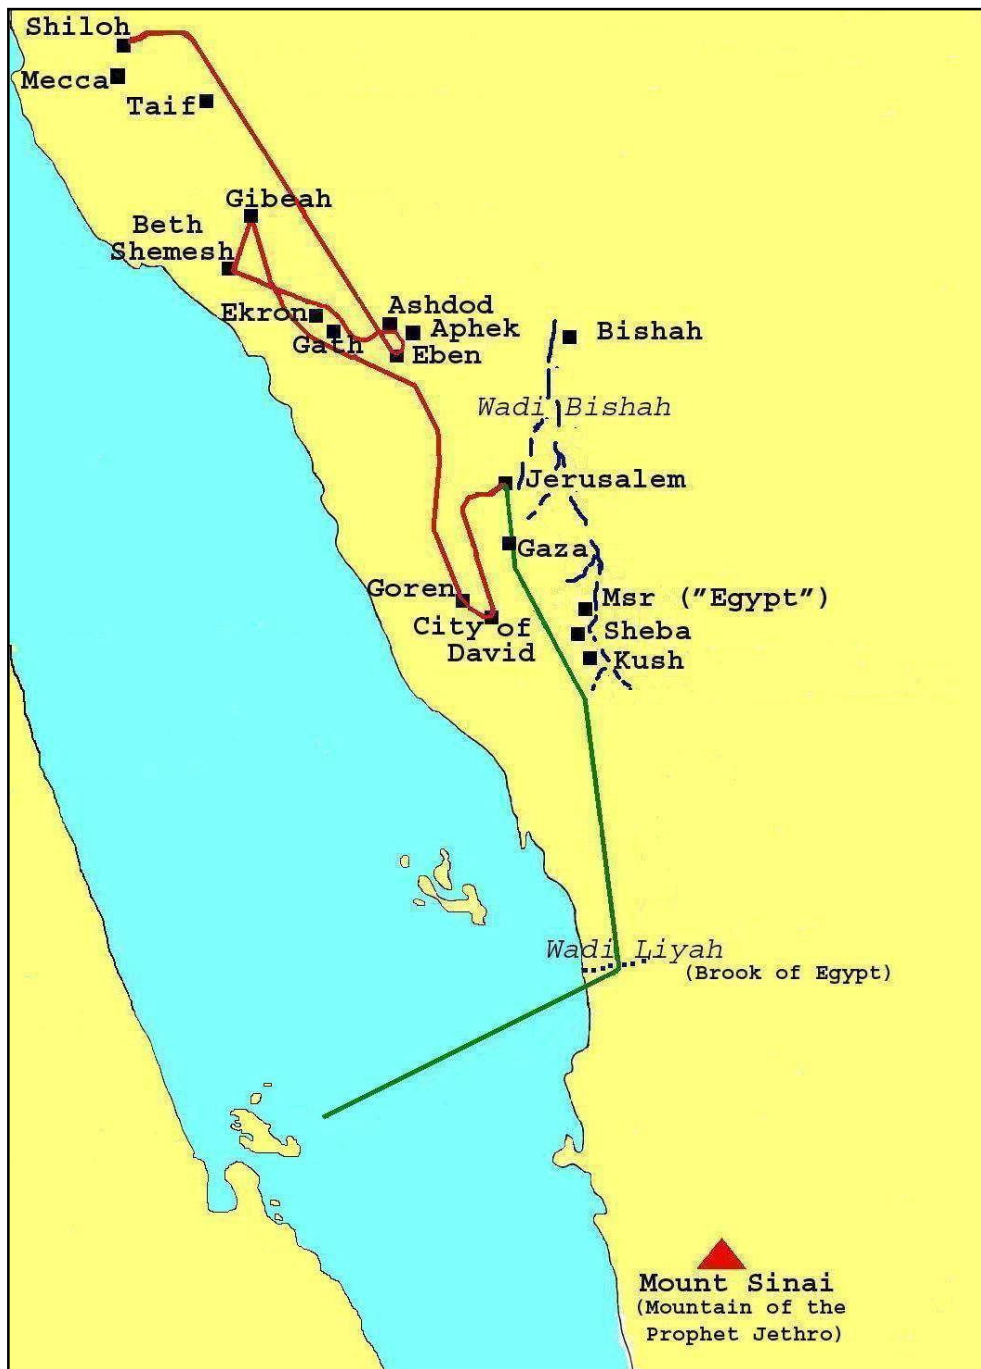 Shiloh
Mecca
Taif
Gibeah
Beth
Shemesh
Ekron
Ashdod
Gath
Aphek
Eben
Bishah
Wadi Bishah
Jerusalem
Gaza
Goren
Msr (”Egypt”)
City of
David
Sheba
Kush
Wadi Liyah
(Brook of Egypt)
Mount Sinai
(Mountain of the
Prophet Jethro)